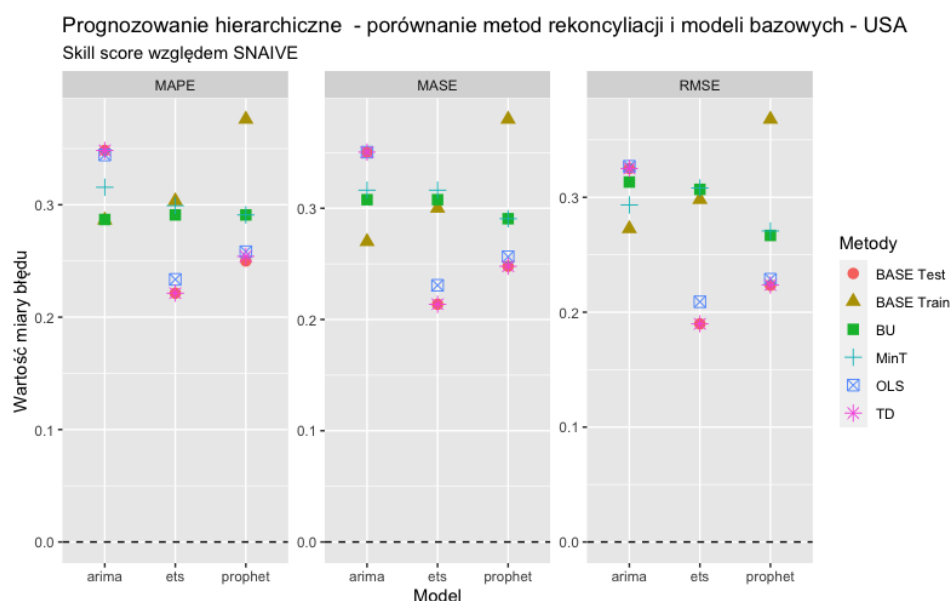 Prognozowanie hierarchiczne  - porównanie metod rekoncyliacji i modeli bazowych - USA
Skill score względem SNAIVE
MAPE
MASE
RMSE
Wartość miary błędu
0.3
0.2
0.1
0.0
0.3
0.2
0.1
0.0
0.3
0.2
0.1
0.0
arima ets prophet
arima ets prophet
arima ets prophet
Model
Metody
BASE Test
BASE Train
BU
MinT
OLS
TD